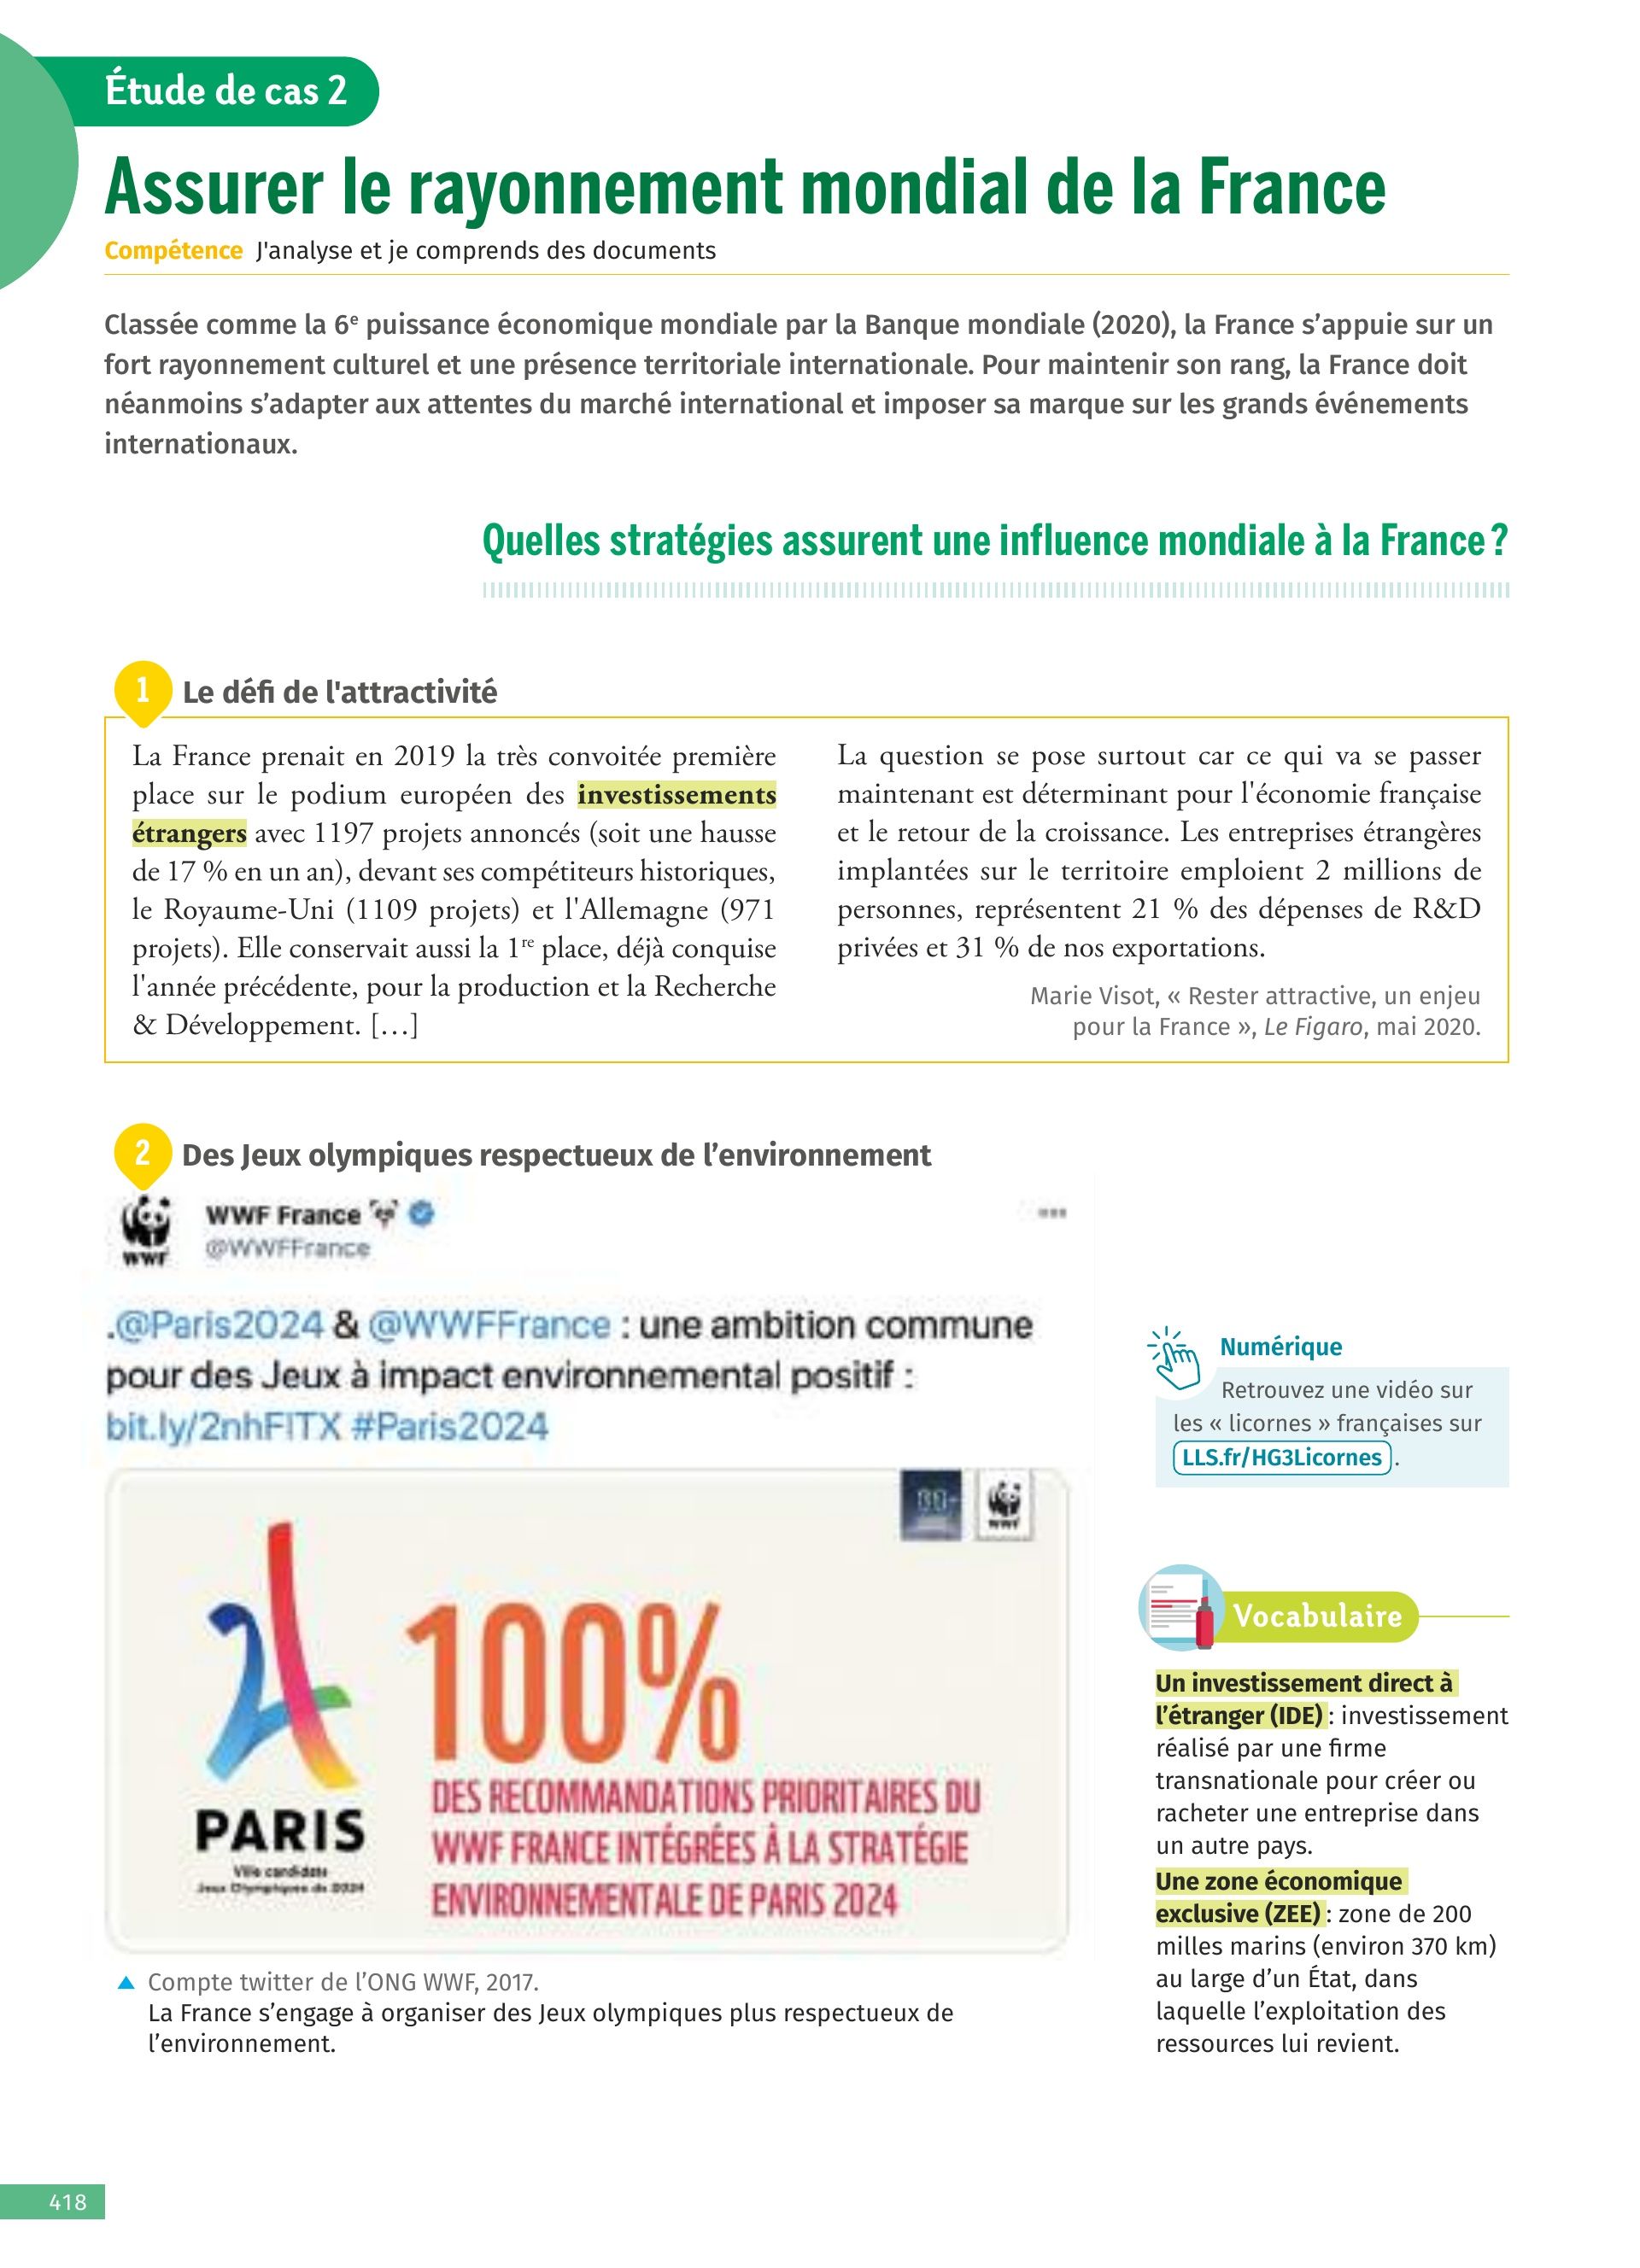 Étude de cas 2
Assurer le rayonnement mondial de la France
Compétence J'analyse et je comprends des documents
Classée comme la 6e puissance économique mondiale par la Banque mondiale (2020), la France s’appuie sur un
fort rayonnement culturel et une présence territoriale internationale. Pour maintenir son rang, la France doit
néanmoins s’adapter aux attentes du marché international et imposer sa marque sur les grands événements
internationaux.
Quelles stratégies assurent une influence mondiale à la France ?
1 Le défi de l'attractivité
La France prenait en 2019 la très convoitée première
place sur le podium européen des investissements
étrangers avec 1197 projets annoncés (soit une hausse
de 17 % en un an), devant ses compétiteurs historiques,
le Royaume-Uni (1109 projets) et l'Allemagne (971
projets). Elle conservait aussi la 1re place, déjà conquise
l'année précédente, pour la production et la Recherche
& Développement. […]
La question se pose surtout car ce qui va se passer
maintenant est déterminant pour l'économie française
et le retour de la croissance. Les entreprises étrangères
implantées sur le territoire emploient 2 millions de
personnes, représentent 21 % des dépenses de R&D
privées et 31 % de nos exportations.
Marie Visot, « Rester attractive, un enjeu
pour la France », Le Figaro, mai 2020.
2 Des Jeux olympiques respectueux de l’environnement
WWF
WWF France
@WWFFrance
.@Paris2024 & @WWFFrance : une ambition commune
pour des Jeux à impact environnemental positif :
bit.ly/2nhFITX #Paris2024
WWF
100%
DES RECOMMANDATIONS PRIORITAIRES DU
WWF FRANCE INTÉGRÉES À LA STRATÉGIE
ENVIRONNEMENTALE DE PARIS 2024
PARIS
Ville candidate
Jeux Olympiques de 2024
Compte twitter de l’ONG WWF, 2017.
La France s’engage à organiser des Jeux olympiques plus respectueux de
l’environnement.
Numérique
Retrouvez une vidéo sur
les « licornes » françaises sur
LLS.fr/HG3Licornes .
Vocabulaire
Un investissement direct à
l’étranger (IDE) : investissement
réalisé par une firme
transnationale pour créer ou
racheter une entreprise dans
un autre pays.
Une zone économique
exclusive (ZEE) : zone de 200
milles marins (environ 370 km)
au large d’un État, dans
laquelle l’exploitation des
ressources lui revient.
418